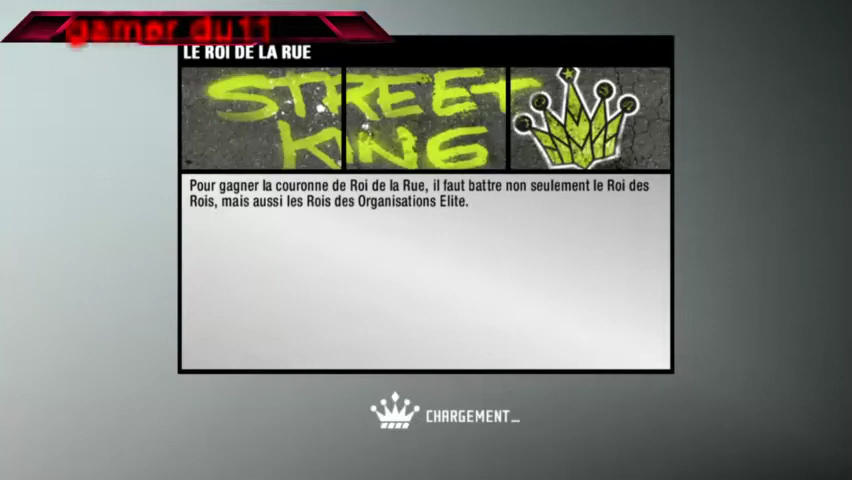 gamer du11
LE ROI DE LA RUE
STREET
KING
Pour gagner la couronne de Roi de la Rue, il faut battre non seulement le Roi des
Rois, mais aussi les Rois des Organisations Elite.
CHARGEMENT...